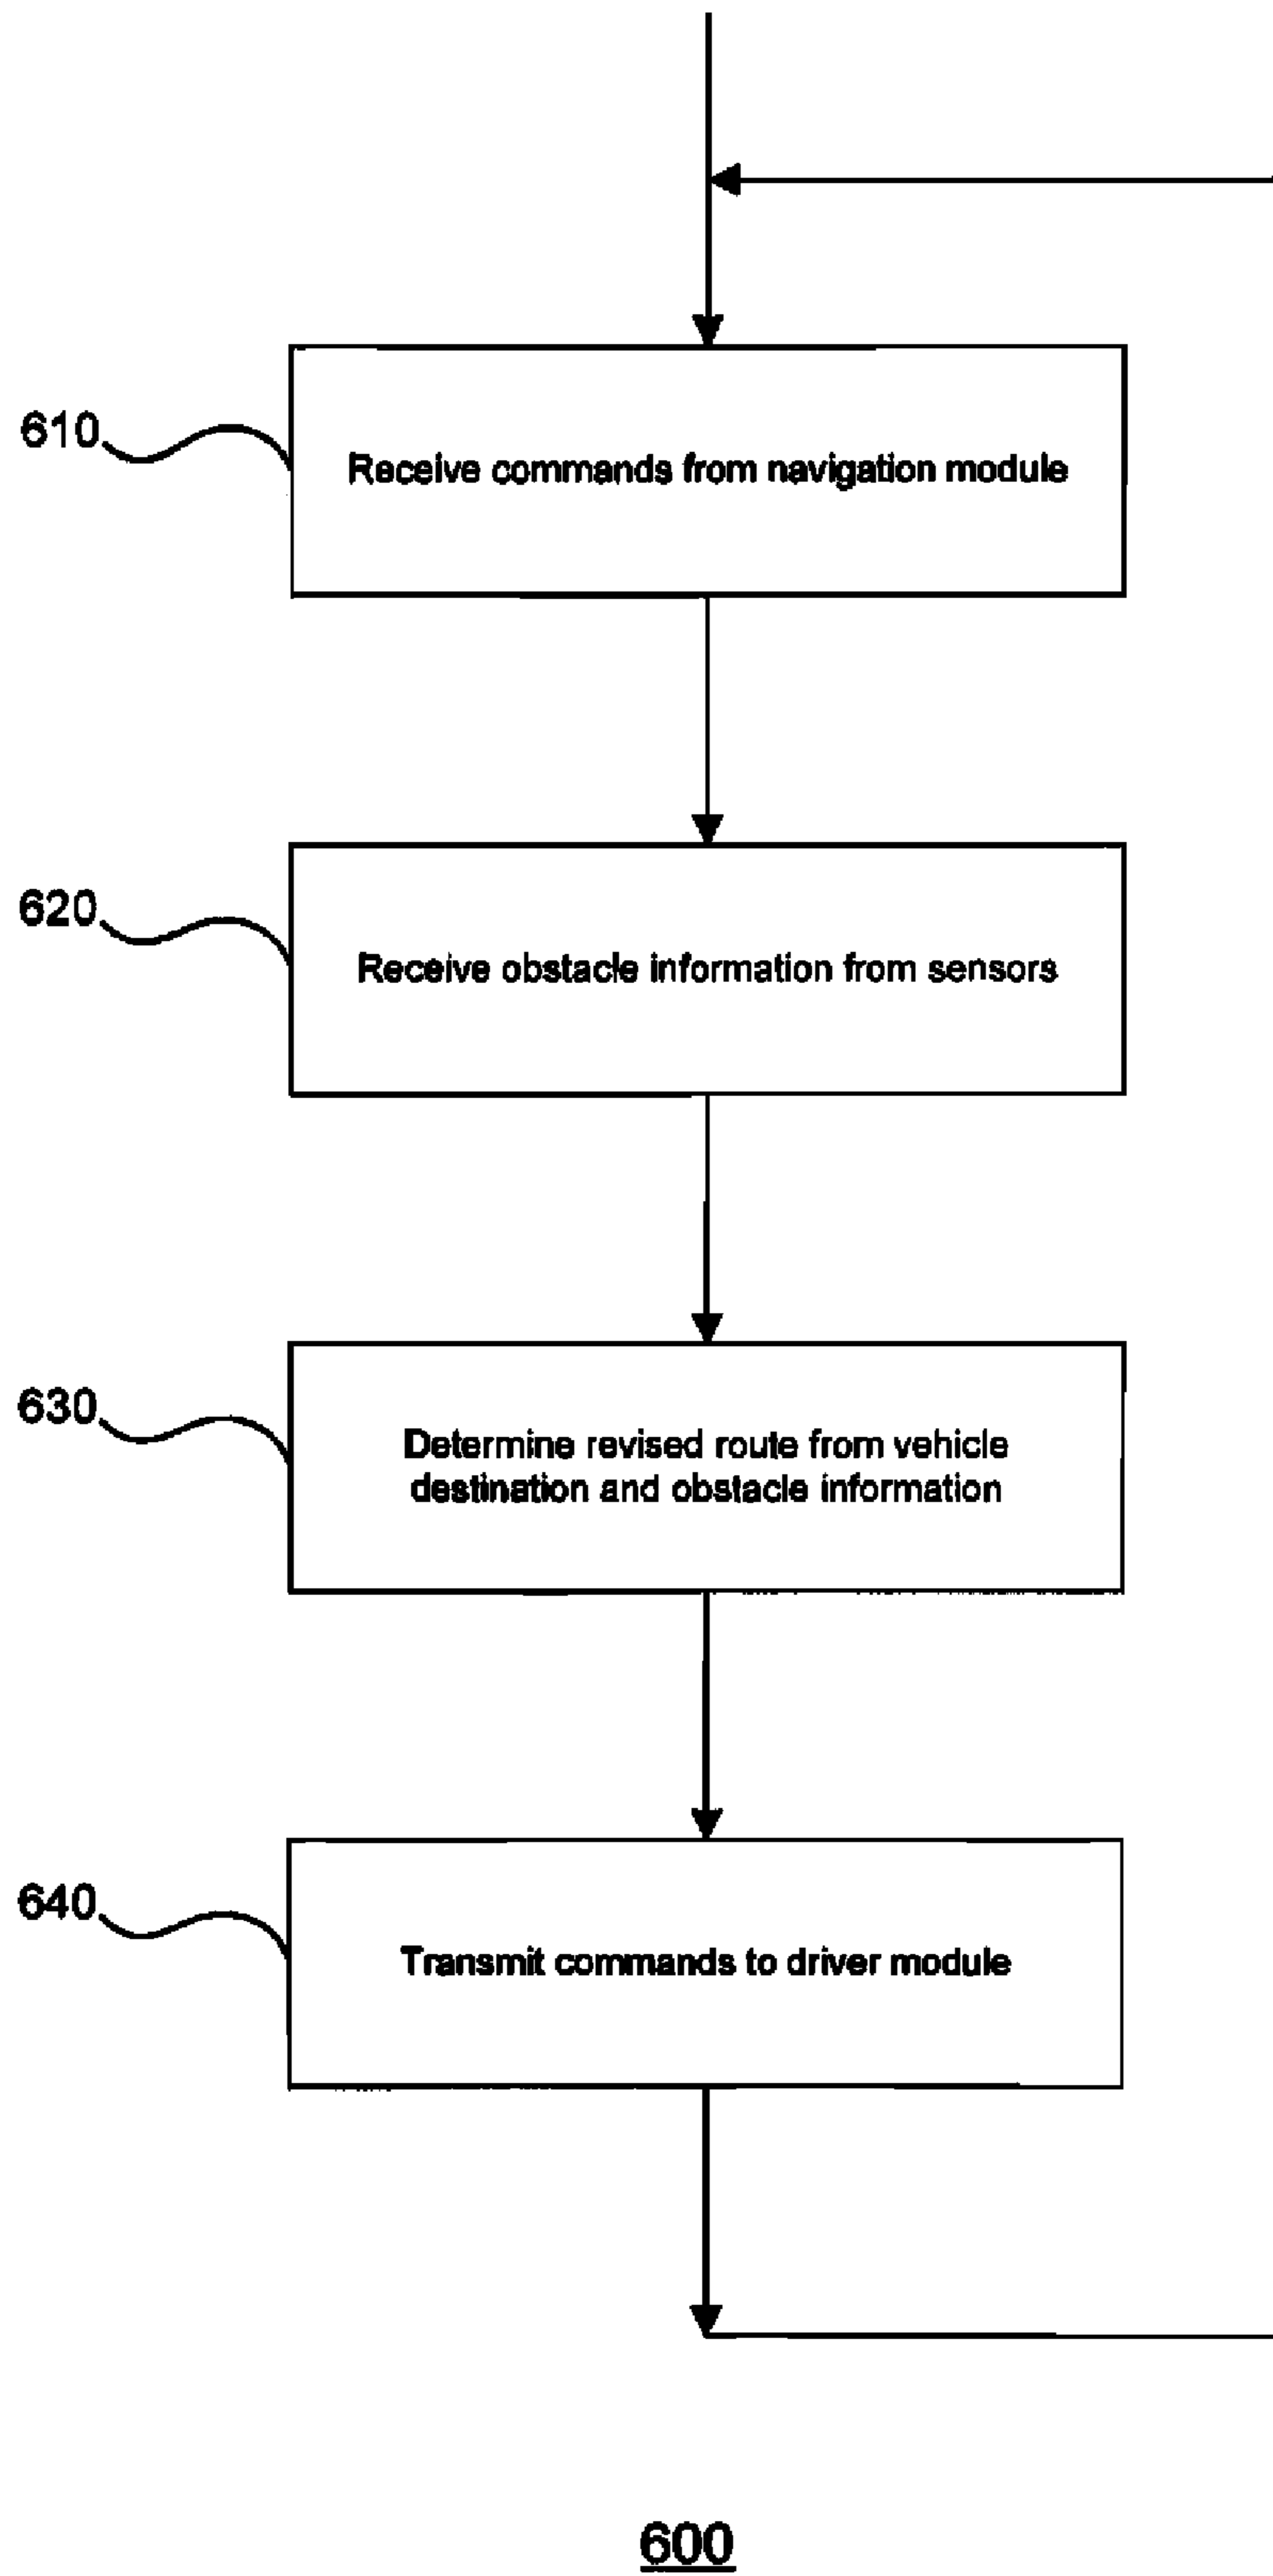 610
Receive commands from navigation module
620
Receive obstacle information from sensors
630
Determine revised route from vehicle
destination and obstacle information
640
Transmit commands to driver module
600